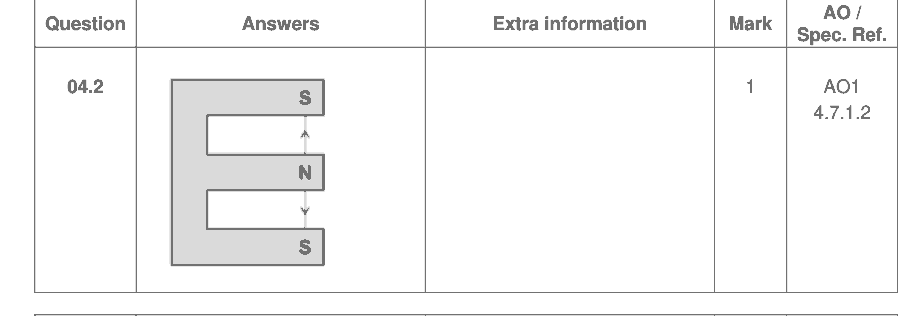 Question Answers Extra information Mark AO /
Spec. Ref.
04.2 S 1 AO1
4.7.1.2
N
S